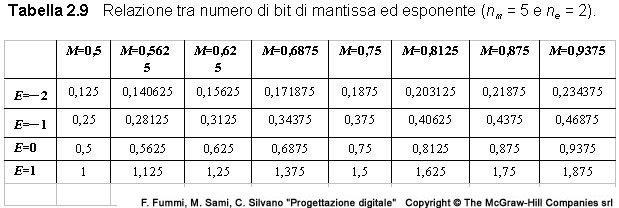 Tabella 2.9 Relazione tra numero di bit di mantissa ed esponente (nm = 5 e ne = 2).
M=0,5 M=0,5625 M=0,625 M=0,6875 M=0,75 M=0,8125 M=0,875 M=0,9375
E=−2 0,125 0,140625 0,15625 0,171875 0,1875 0,203125 0,21875 0,234375
E=−1 0,25 0,28125 0,3125 0,34375 0,375 0,40625 0,4375 0,46875
E=0 0,5 0,5625 0,625 0,6875 0,75 0,8125 0,875 0,9375
E=1 1 1,125 1,25 1,375 1,5 1,625 1,75 1,875
F. Fummi, M. Sami, C. Silvano "Progettazione digitale" Copyright © The McGraw-Hill Companies srl